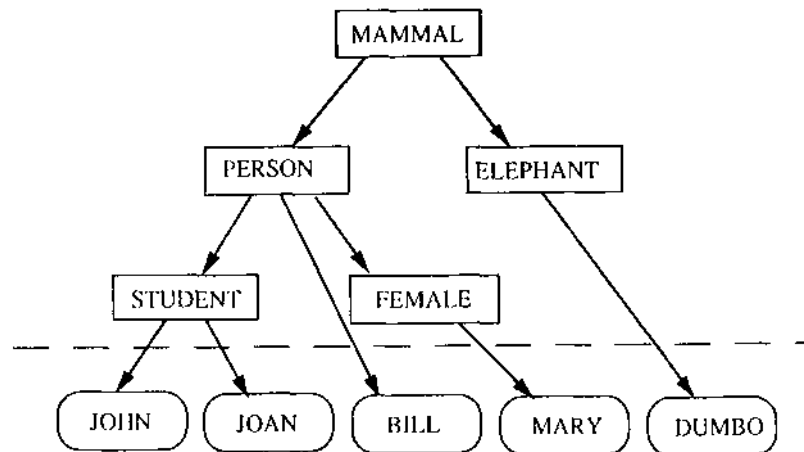 MAMMAL
PERSON
ELEPHANT
STUDENT
FEMALE
JOHN
JOAN
BILL
MARY
DUMBO